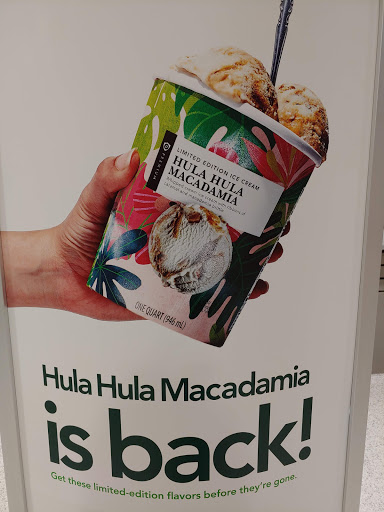 LIMITED EDITION ICE CREAM
HULA HULA
MACADAMIA
ONE QUART (946 mL)
Hula Hula Macadamia
is back!
Get these limited-edition flavors before they're gone.